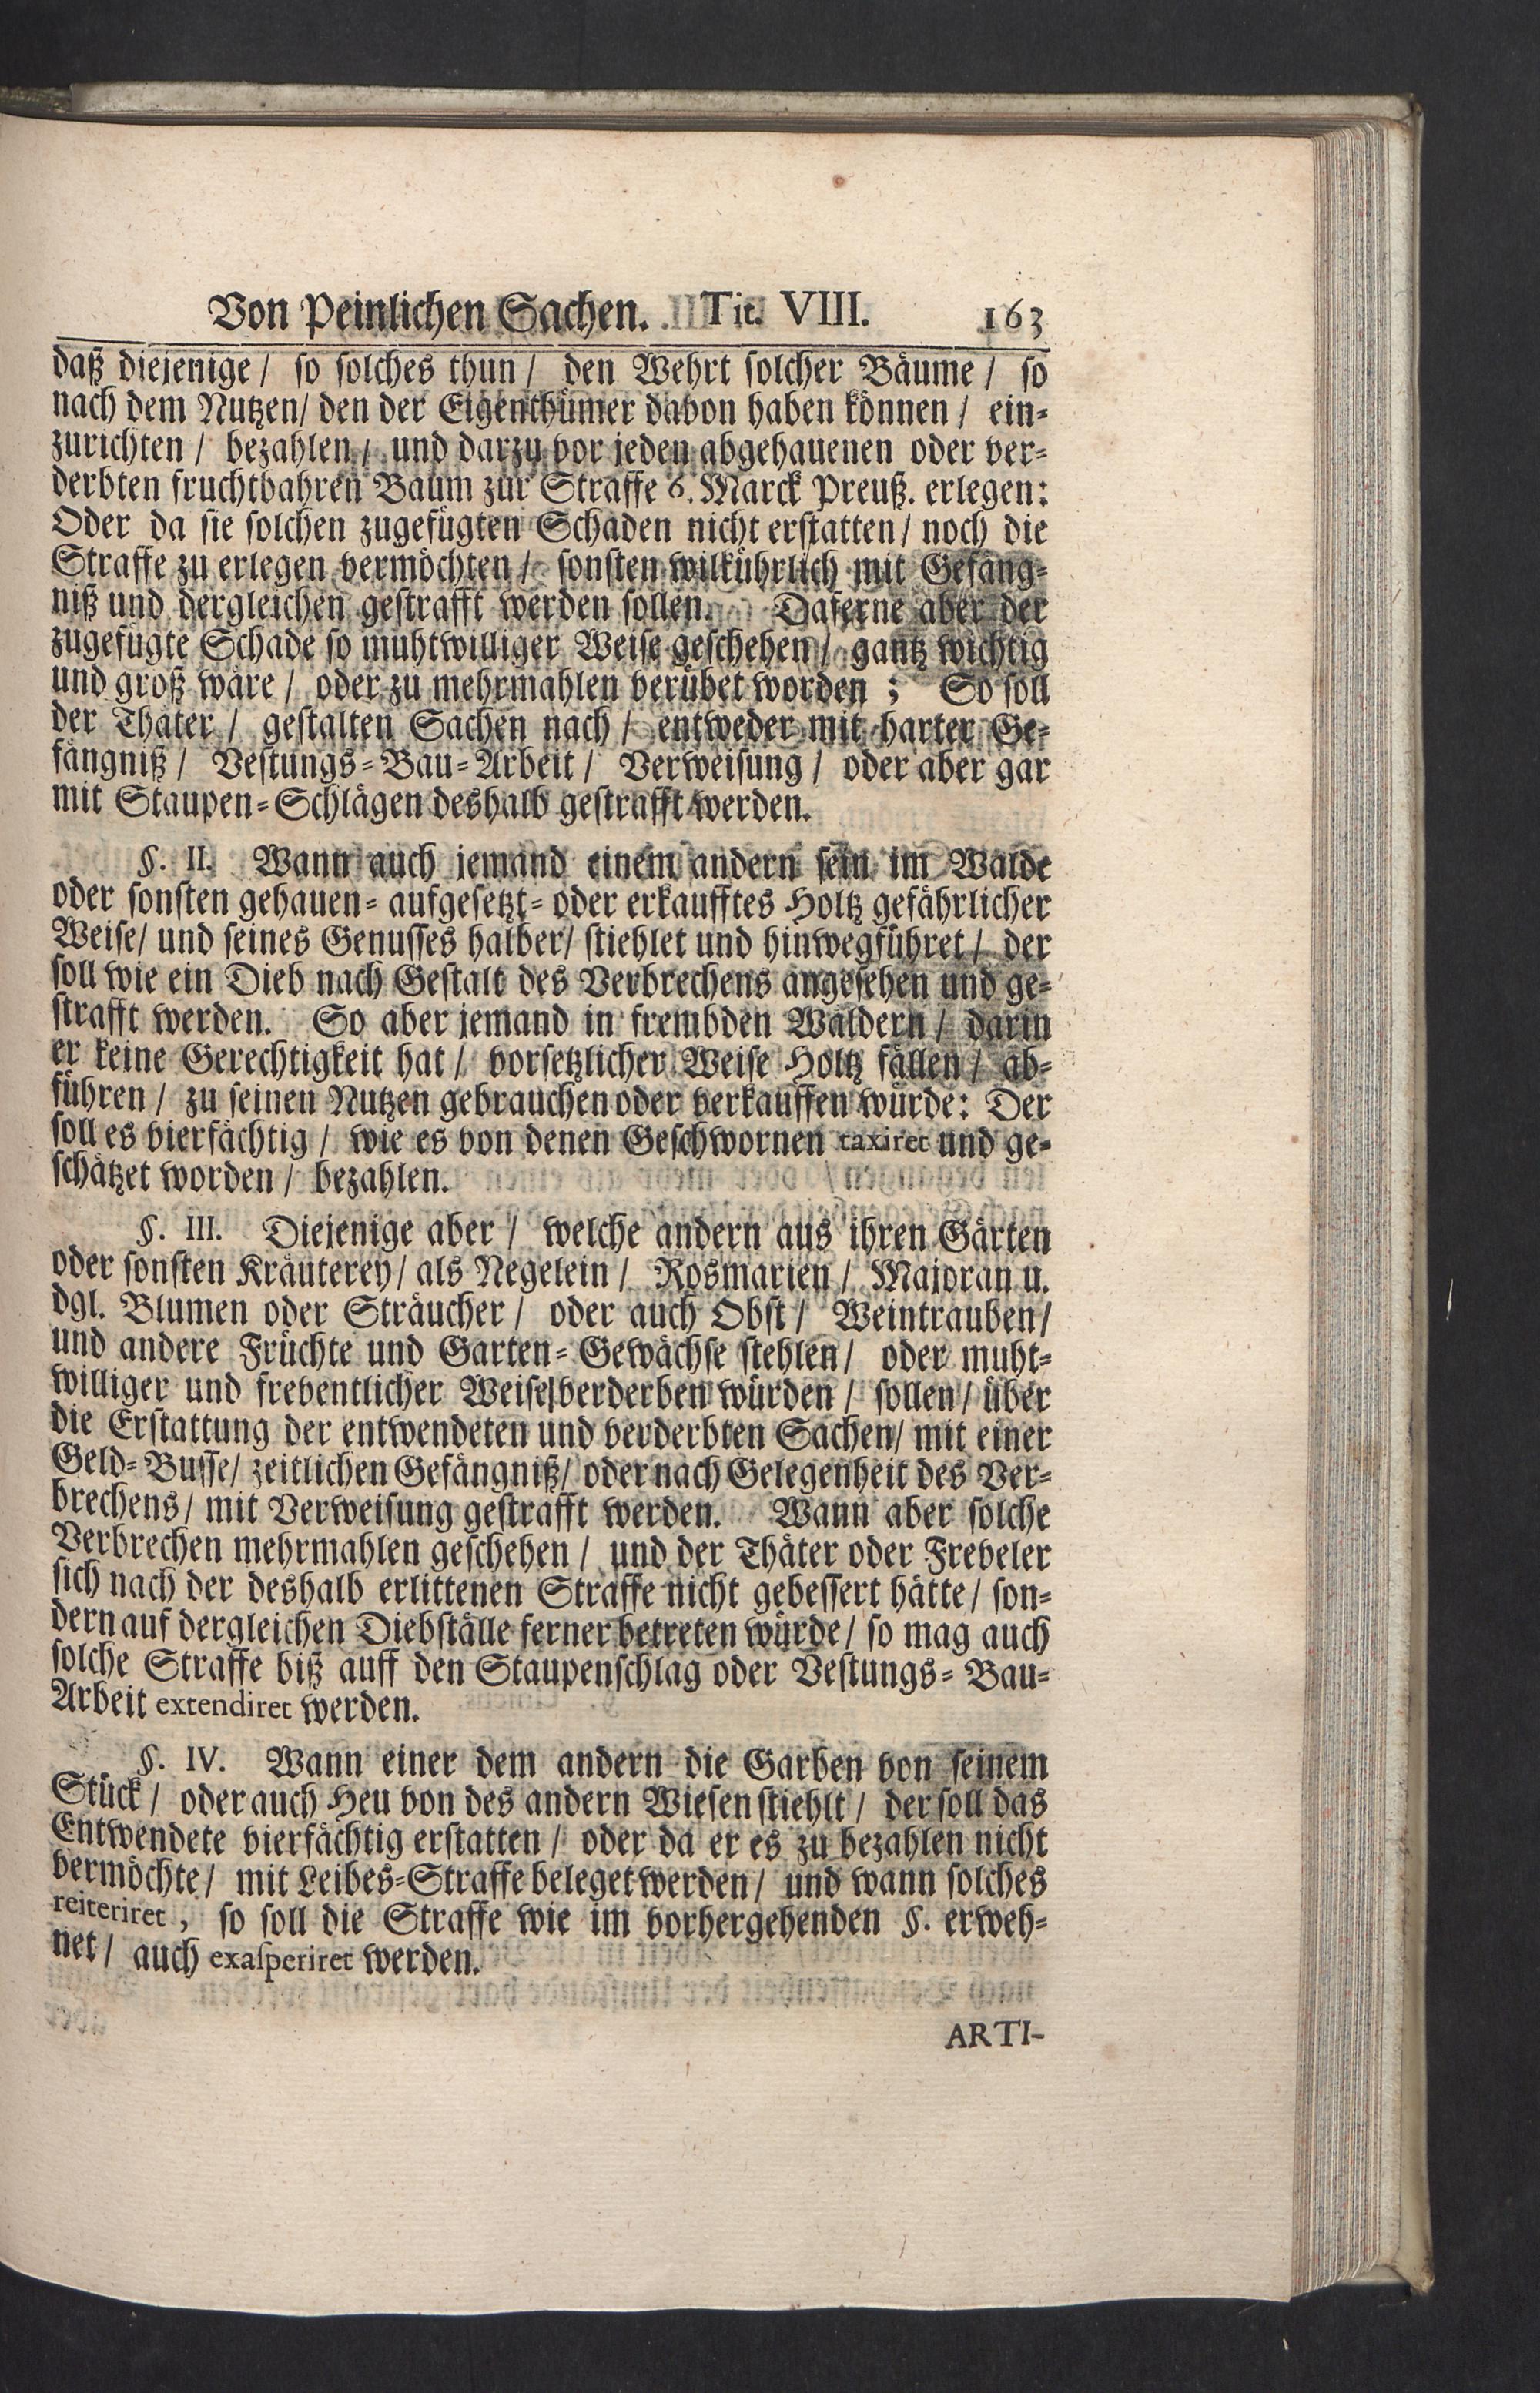 Von Peinlichen Sachen. Tit. VIII. 163
daß diejenige / so solches thun / den Wehrt solcher Bäume / so
nach dem Nutzen / den der Eigenthümer davon haben können / ein-
zurichten / bezahlen / und darzu vor jeden abgehauenen oder ver-
derbten fruchtbahren Baum zur Straffe 6. Marck Preuß. erlegen:
Oder da sie solchen zugefügten Schaden nicht erstatten / noch die
Straffe zu erlegen vermöchten / sonsten wilkührlich mit Gefäng-
niß und dergleichen gestrafft werden sollen. Daferne aber der
zugefügte Schade so muhtwilliger Weise geschehen / gantz wichtig
und groß wäre / oder zu mehrmahlen verübet worden ; So soll
der Thäter / gestalten Sachen nach / entweder mit harter Ge-
fängniß / Vestungs-Bau-Arbeit / Verweisung / oder aber gar
mit Staupen-Schlägen deshalb gestrafft werden.
§. II. Wann auch jemand einem andern sein im Walde
oder sonsten gehauen- aufgesetzt- oder erkaufftes Holtz gefährlicher
Weise / und seines Genusses halber / stiehlet und hinwegführet / der
soll wie ein Dieb nach Gestalt des Verbrechens angesehen und ge-
strafft werden. So aber jemand in frembden Wäldern / darin
er keine Gerechtigkeit hat / vorsetzlicher Weise Holtz fällen / ab-
führen / zu seinen Nutzen gebrauchen oder verkauffen würde: Der
soll es vierfächtig / wie es von denen Geschwornen taxiret und ge-
schätzet worden / bezahlen.
§. III. Diejenige aber / welche andern aus ihren Gärten
oder sonsten Kräuterey / als Negelein / Rosmarien / Majoran u.
dgl. Blumen oder Sträucher / oder auch Obst / Weintrauben /
und andere Früchte und Garten-Gewächse stehlen / oder muht-
williger und freventlicher Weise verderben würden / sollen / über
die Erstattung der entwendeten und verderbten Sachen / mit einer
Geld-Busse / zeitlichen Gefängniß / oder nach Gelegenheit des Ver-
brechens / mit Verweisung gestrafft werden. Wann aber solche
Verbrechen mehrmahlen geschehen / und der Thäter oder Freveler
sich nach der deshalb erlittenen Straffe nicht gebessert hätte / son-
dern auf dergleichen Diebställe ferner betreten würde / so mag auch
solche Straffe biß auff den Staupenschlag oder Vestungs-Bau-
Arbeit extendiret werden.
§. IV. Wann einer dem andern die Garben von seinem
Stück / oder auch Heu von des andern Wiesen stiehlt / der soll das
Entwendete vierfächtig erstatten / oder da er es zu bezahlen nicht
vermöchte / mit Leibes-Straffe beleget werden / und wann solches
reiteriret, so soll die Straffe wie im vorhergehenden §. erweh-
net / auch exasperiret werden.
ARTI-